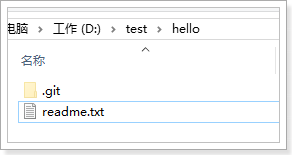 电脑 › 工作 (D:) › test › hello
名称
.git
readme.txt